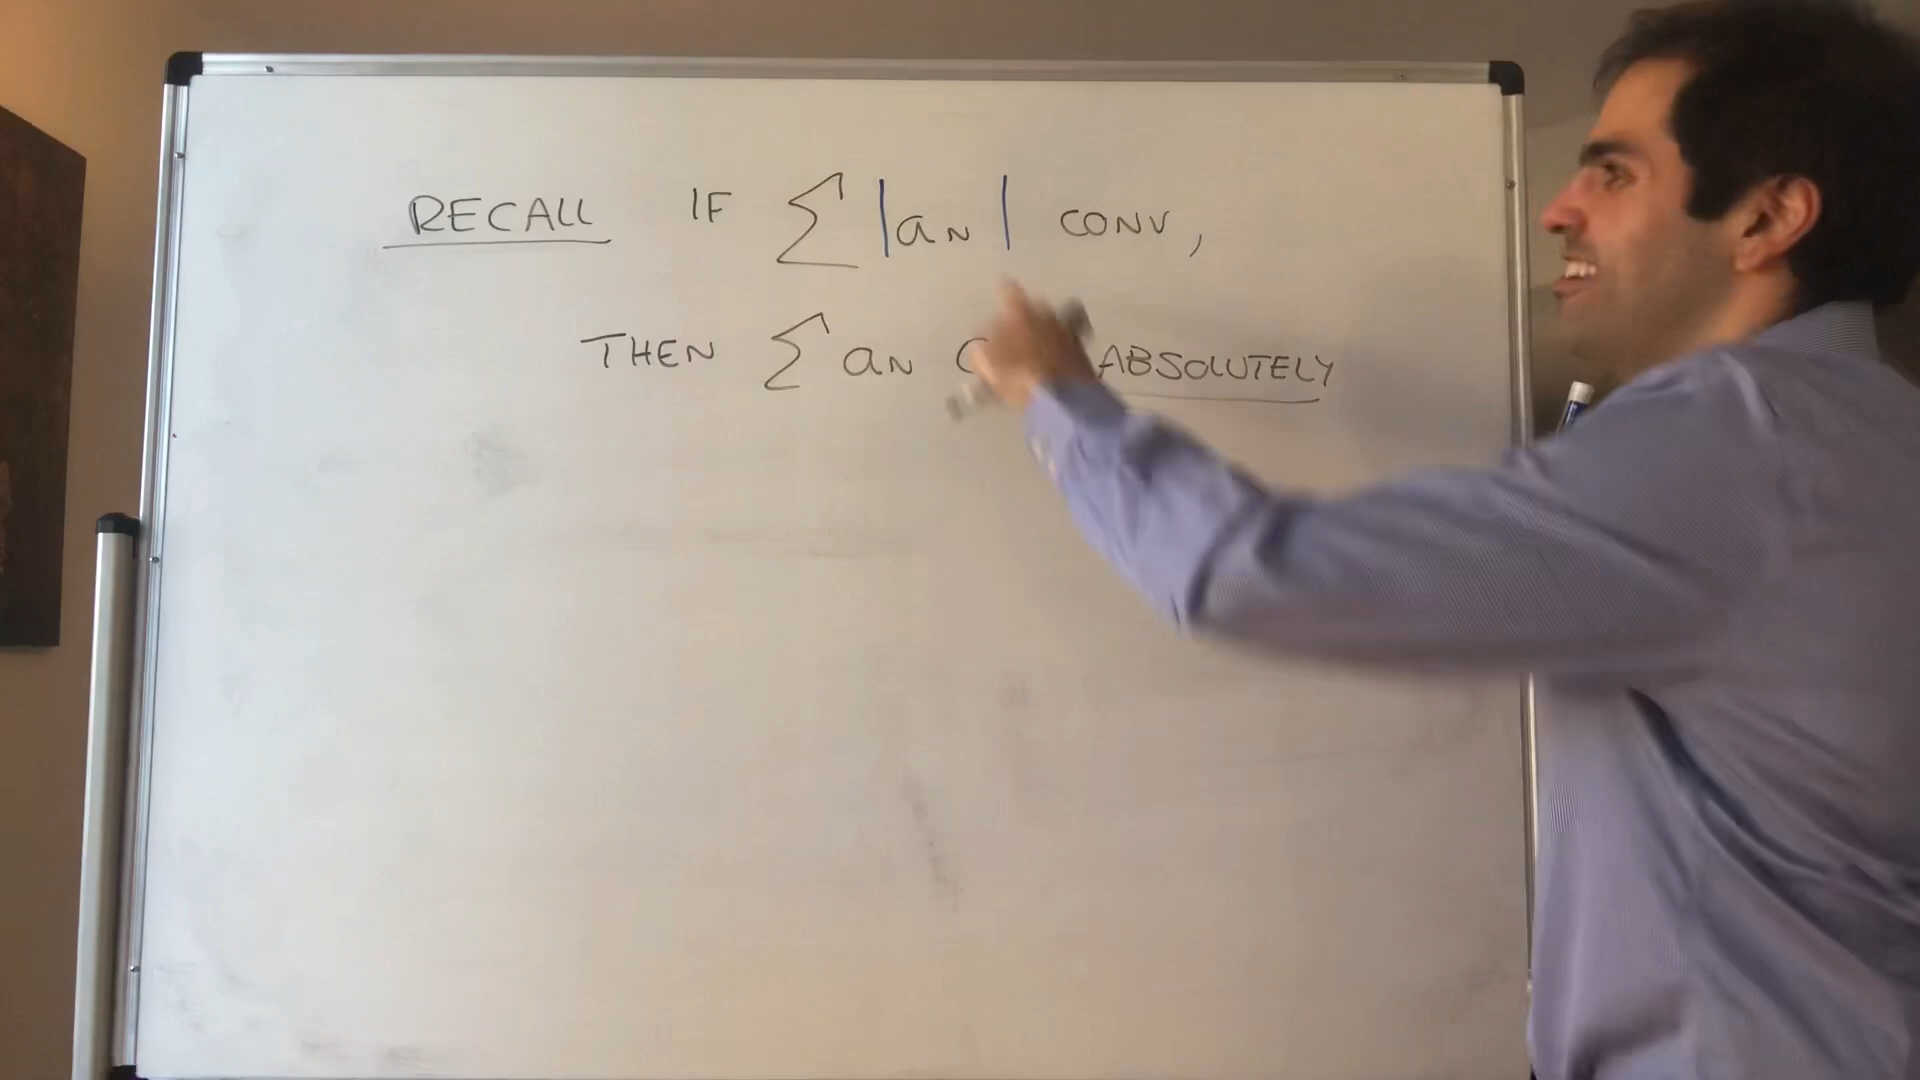 RECALL IF ∑|aN| CONV,
THEN ∑ aN ABSOLUTELY